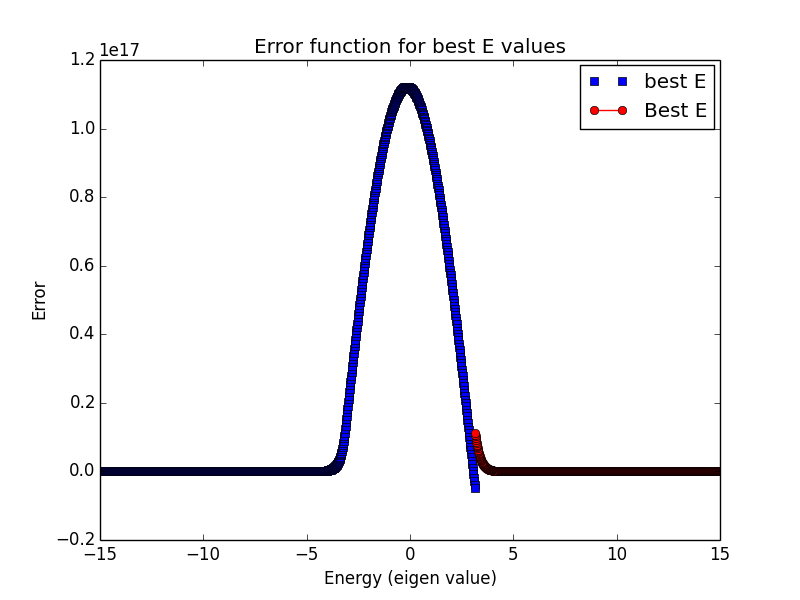 Error function for best E values
1e17
best E
Best E
1.2
1.0
0.8
0.6
0.4
0.2
0.0
−0.2
Error
−15 −10 −5 0 5 10 15
Energy (eigen value)